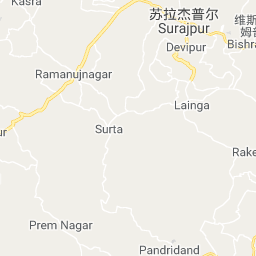 Kasra
苏拉杰普尔
Surajpur
维斯
姆普
Bishra
Devipur
Ramanujnagar
Lainga
Surta
ur
Rake
Prem Nagar
Pandridand